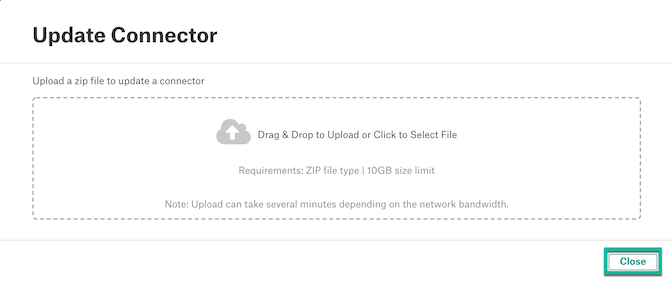 Update Connector
Upload a zip file to update a connector
Drag & Drop to Upload or Click to Select File
Requirements: ZIP file type | 10GB size limit
Note: Upload can take several minutes depending on the network bandwidth.
Close